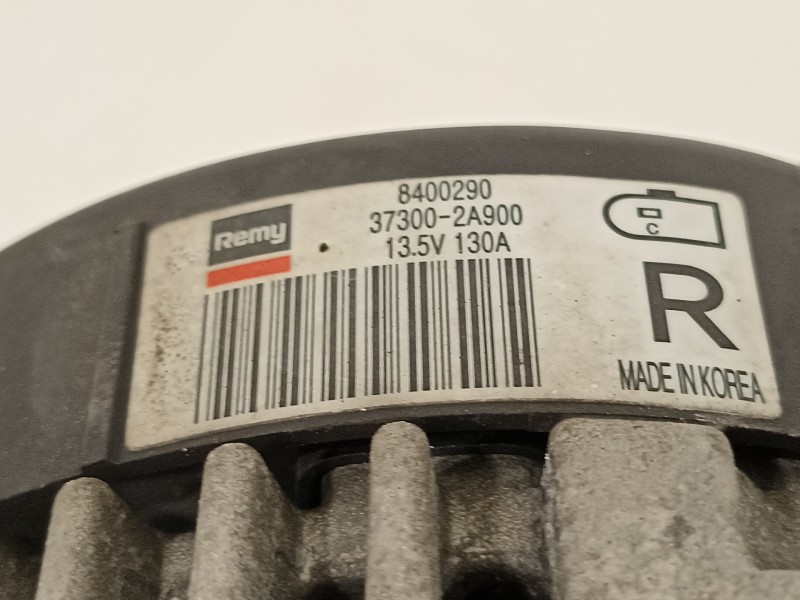 Remy
8400290
37300-2A900
13.5V 130A
C
R
MADE IN KOREA